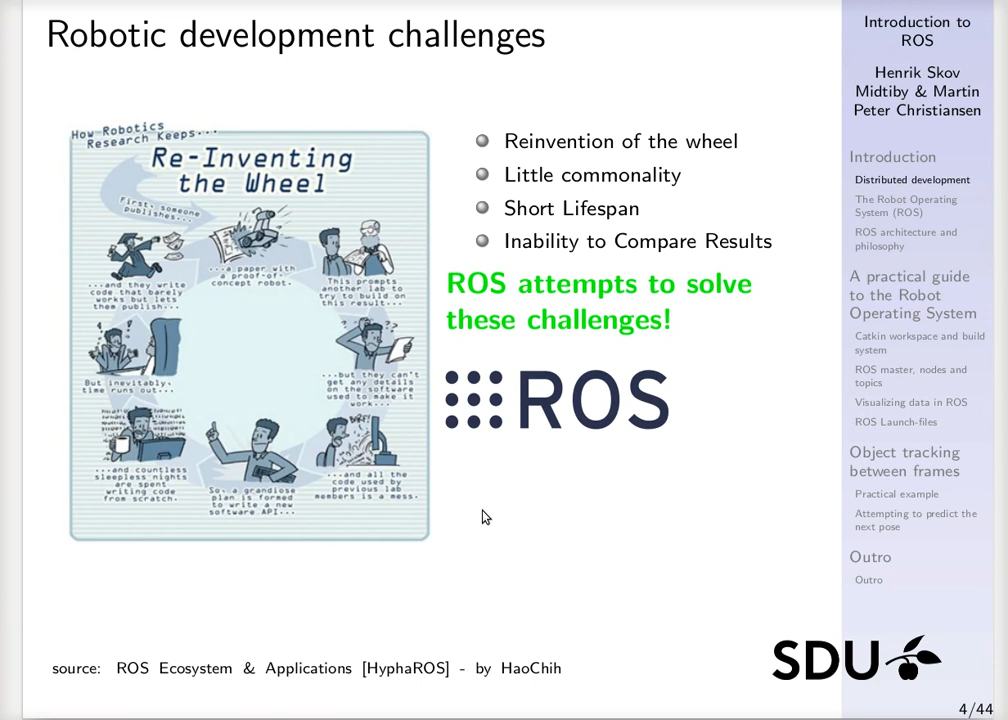 Robotic development challenges
How Robotics
Research Keeps...
Re-Inventing
the Wheel
First, someone
publishes...
...a paper with
a proof-of-
concept robot.
This prompts
another lab to
try to build on
this result...
...but they can't
get any details
on the software
used to make it
work...
...and all the
code used by
previous lab
members is a mess.
So, a grandiose
plan is formed
to write a new
software API...
...and countless
sleepless nights
are spent
writing code
from scratch.
But inevitably,
time runs out...
...and they write
code that barely
works but lets
them publish...
Reinvention of the wheel
Little commonality
Short Lifespan
Inability to Compare Results
ROS attempts to solve
these challenges!
ROS
source: ROS Ecosystem & Applications [HyphaROS] - by HaoChih
Introduction to
ROS
Henrik Skov
Midtiby & Martin
Peter Christiansen
Introduction
Distributed development
The Robot Operating
System (ROS)
ROS architecture and
philosophy
A practical guide
to the Robot
Operating System
Catkin workspace and build
system
ROS master, nodes and
topics
Visualizing data in ROS
ROS Launch-files
Object tracking
between frames
Practical example
Attempting to predict the
next pose
Outro
Outro
SDU
4/44